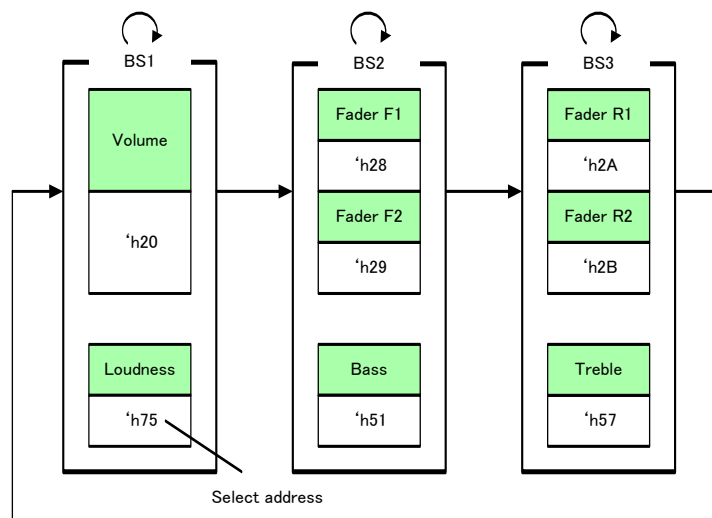 BS1
Volume
‘h20
Loudness
‘h75
Select address
BS2
Fader F1
‘h28
Fader F2
‘h29
Bass
‘h51
BS3
Fader R1
‘h2A
Fader R2
‘h2B
Treble
‘h57